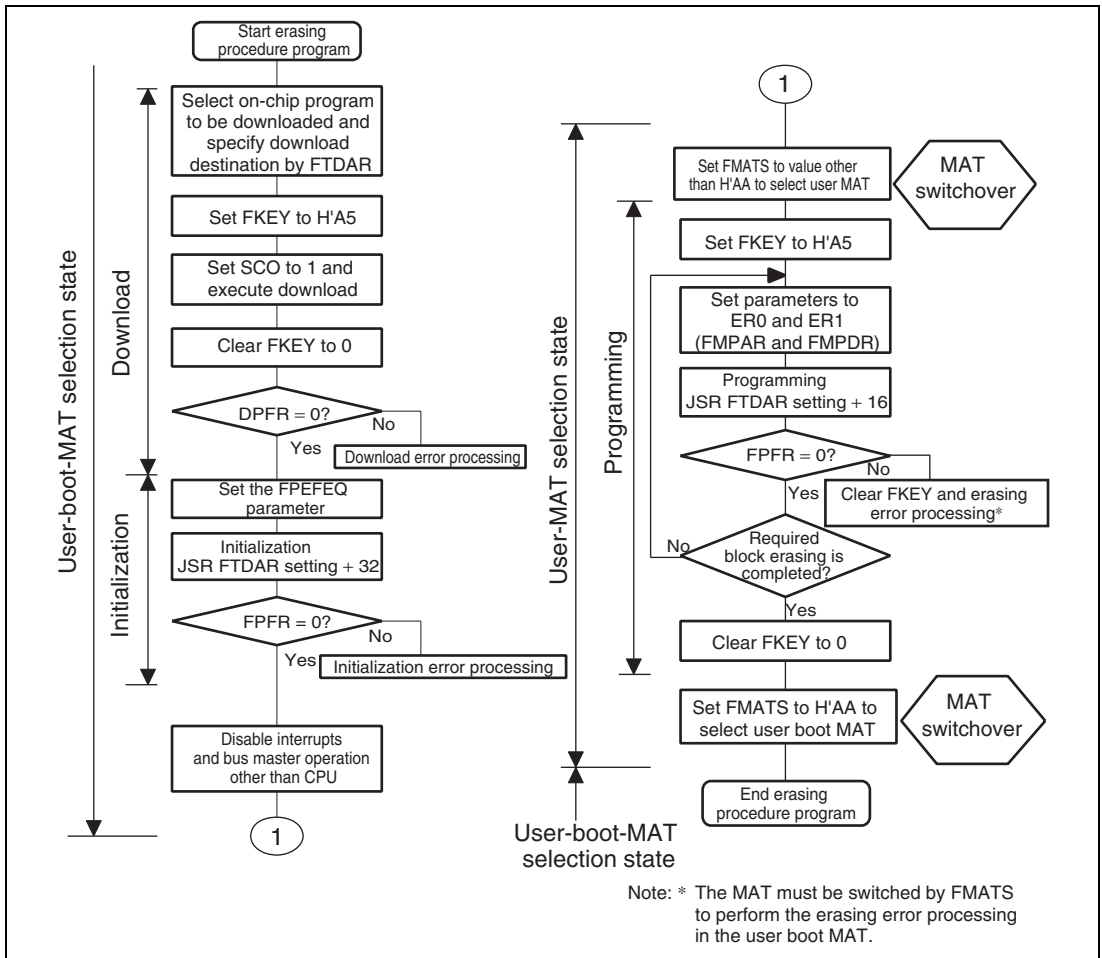 Start erasing
procedure program
Select on-chip program
to be downloaded and
specify download
destination by FTDAR
Set FKEY to H'A5
Set SCO to 1 and
execute download
Clear FKEY to 0
DPFR = 0?
No
Yes
Download error processing
Set the FPEFEQ
parameter
Initialization
JSR FTDAR setting + 32
FPFR = 0?
No
Yes
Initialization error processing
Disable interrupts
and bus master operation
other than CPU
1
User-boot-MAT selection state
Download
Initialization
1
Set FMATS to value other
than H'AA to select user MAT
MAT
switchover
Set FKEY to H'A5
Set parameters to
ER0 and ER1
(FMPAR and FMPDR)
Programming
JSR FTDAR setting + 16
FPFR = 0?
No
Yes
Clear FKEY and erasing
error processing*
Required
block erasing is
completed?
No
Yes
Clear FKEY to 0
Set FMATS to H'AA to
select user boot MAT
MAT
switchover
End erasing
procedure program
User-MAT selection state
Programming
User-boot-MAT
selection state
Note: * The MAT must be switched by FMATS
to perform the erasing error processing
in the user boot MAT.